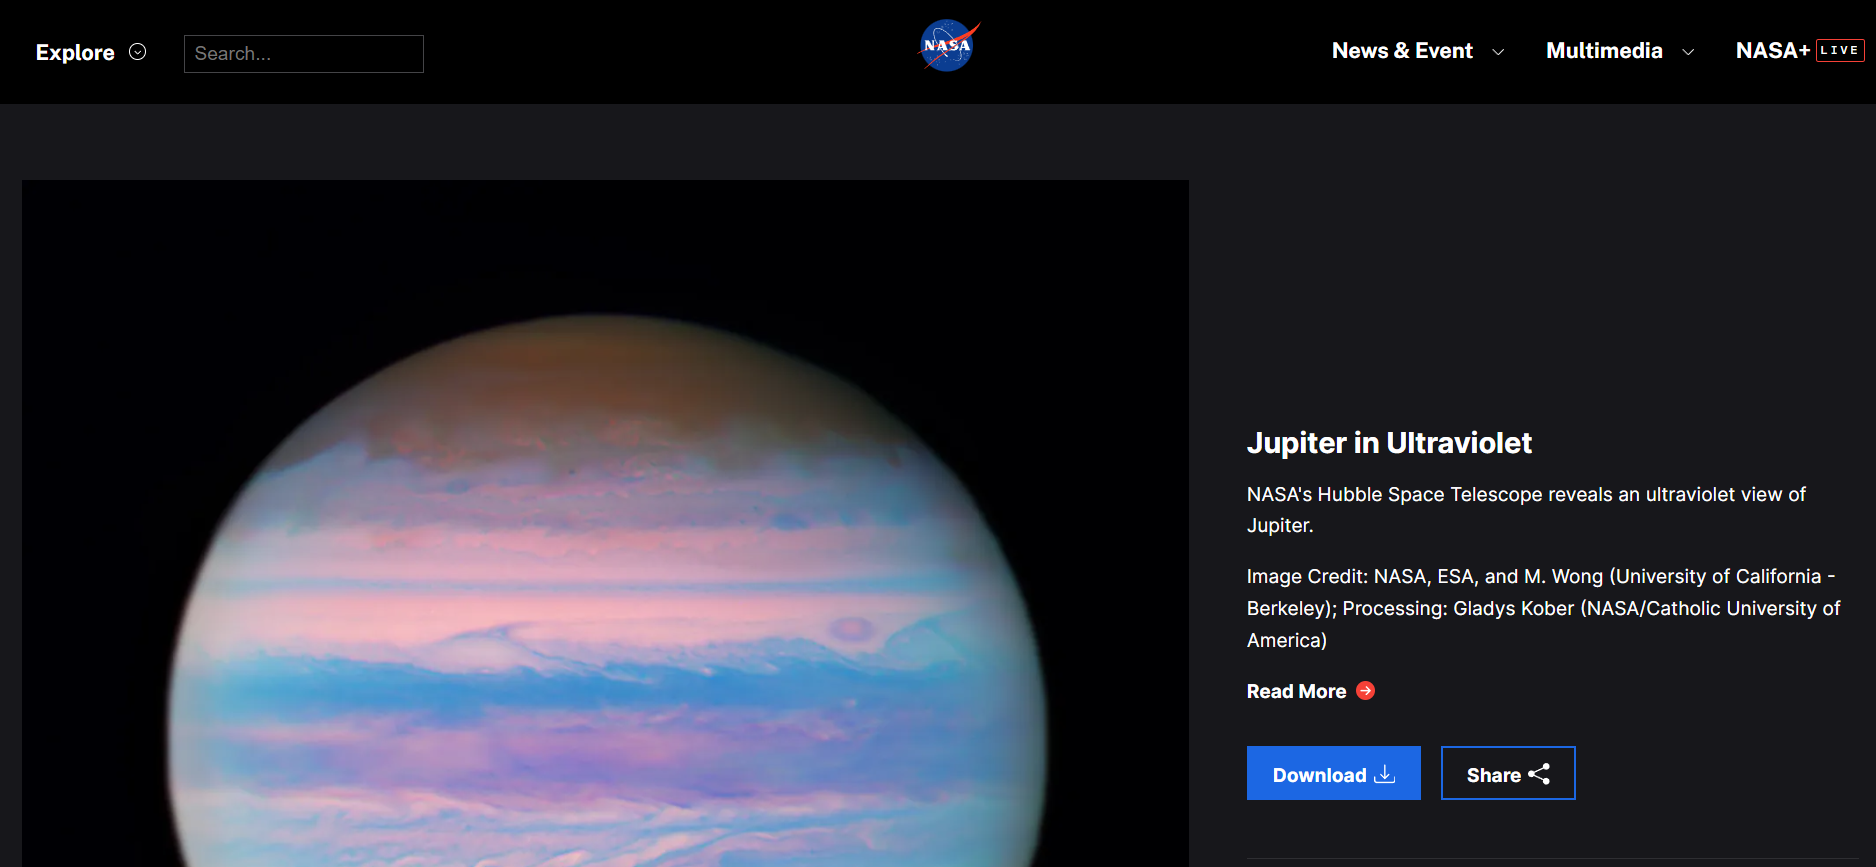 Explore
Search...
NASA
News & Event
Multimedia
NASA+ LIVE
Jupiter in Ultraviolet
NASA's Hubble Space Telescope reveals an ultraviolet view of
Jupiter.
Image Credit: NASA, ESA, and M. Wong (University of California -
Berkeley); Processing: Gladys Kober (NASA/Catholic University of
America)
Read More
Download
Share